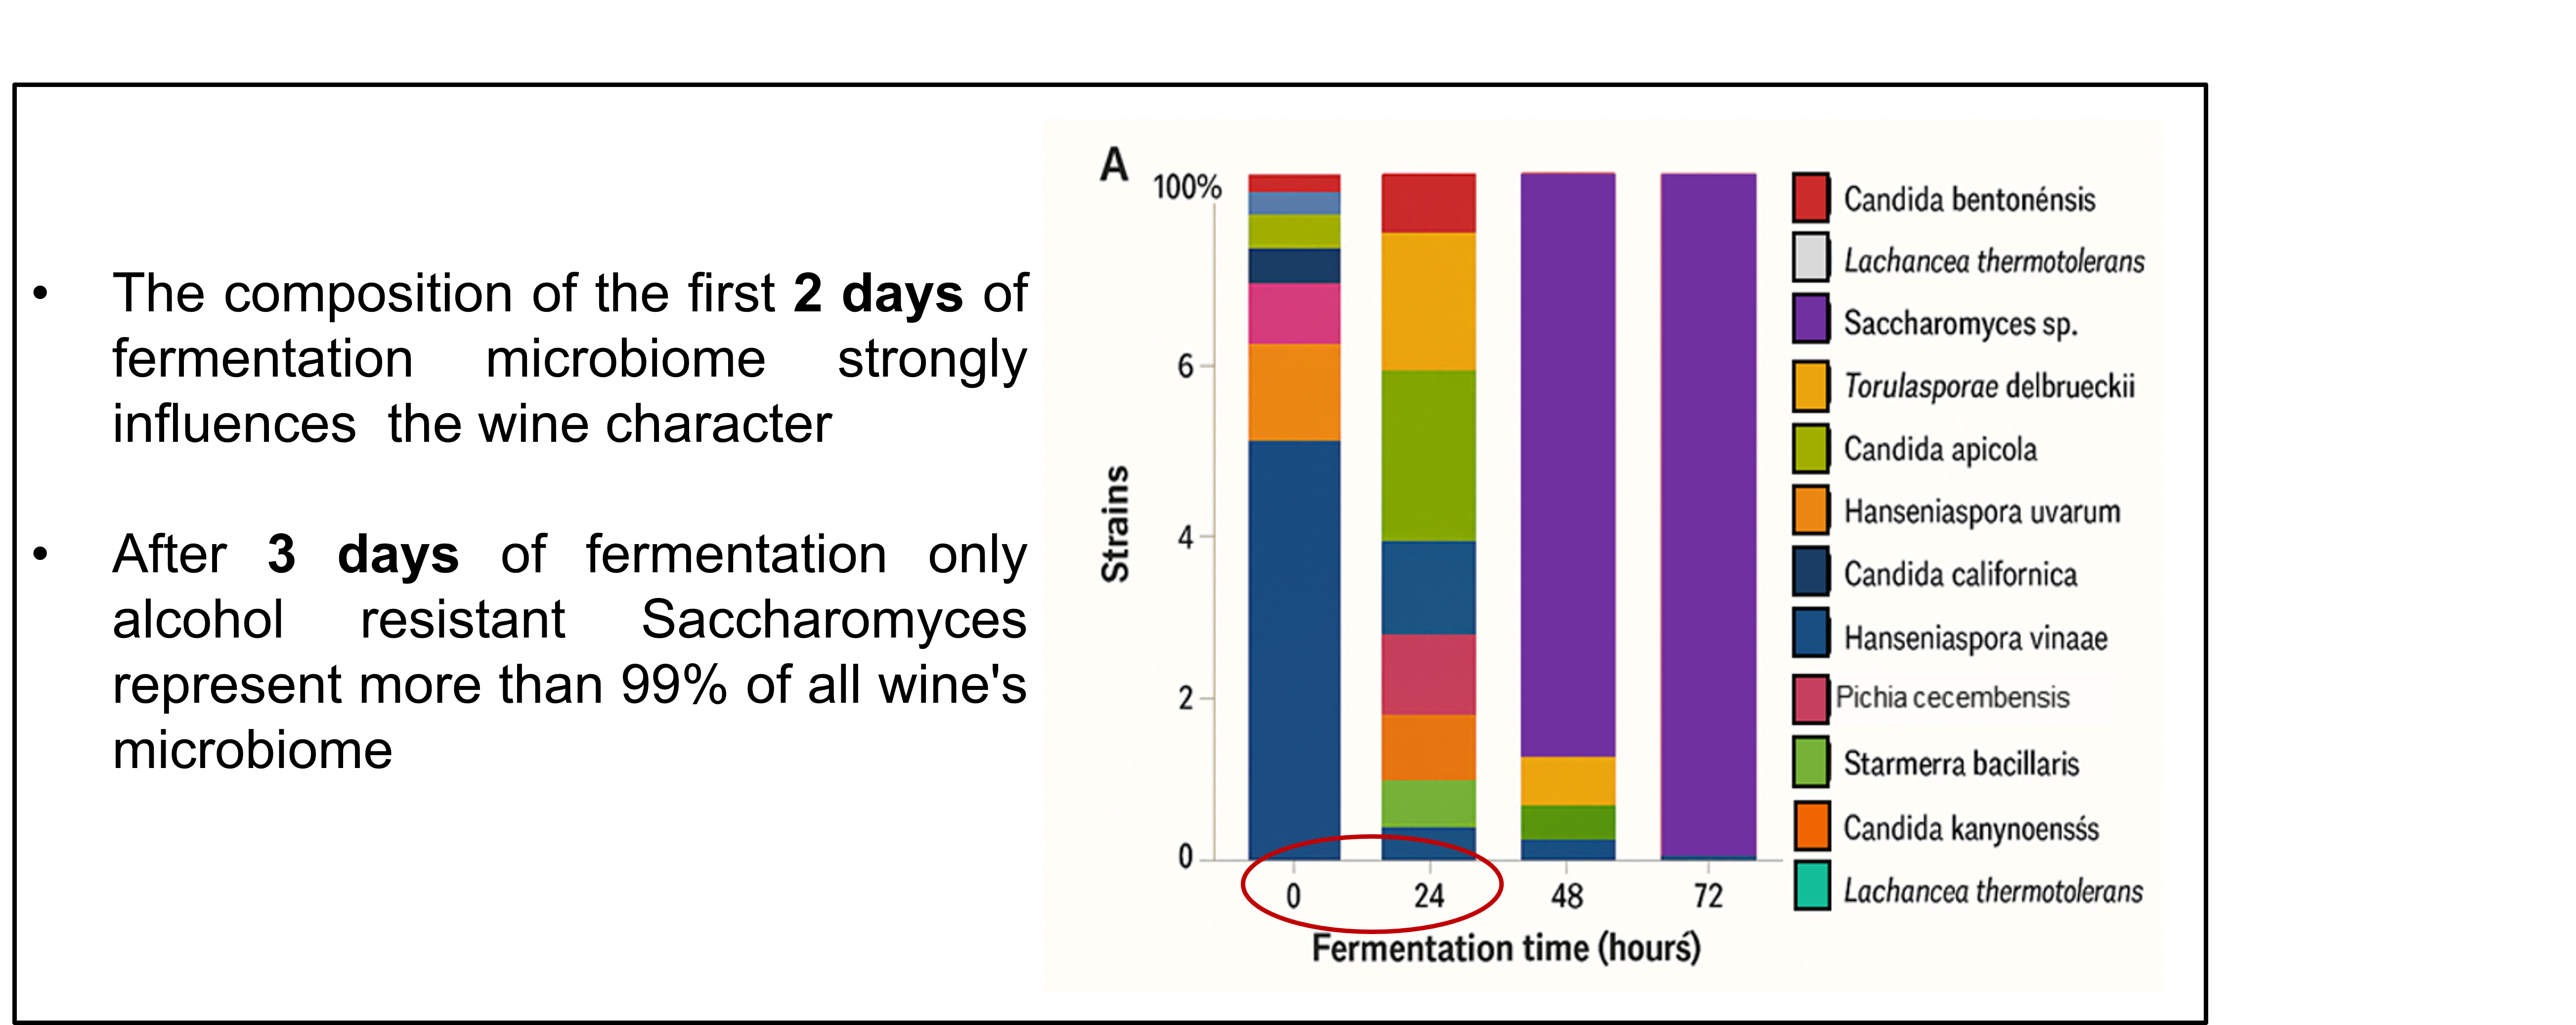 • The composition of the first 2 days of
fermentation microbiome strongly
influences the wine character
• After 3 days of fermentation only
alcohol resistant Saccharomyces
represent more than 99% of all wine's
microbiome
A
100%
6
4
2
0
Strains
0 24 48 72
Fermentation time (hourś)
Candida bentonénsis
Lachancea thermotolerans
Saccharomyces sp.
Torulasporae delbrueckii
Candida apicola
Hanseniaspora uvarum
Candida californica
Hanseniaspora vinaae
Pichia cecembensis
Starmerra bacillaris
Candida kanynoensśs
Lachancea thermotolerans